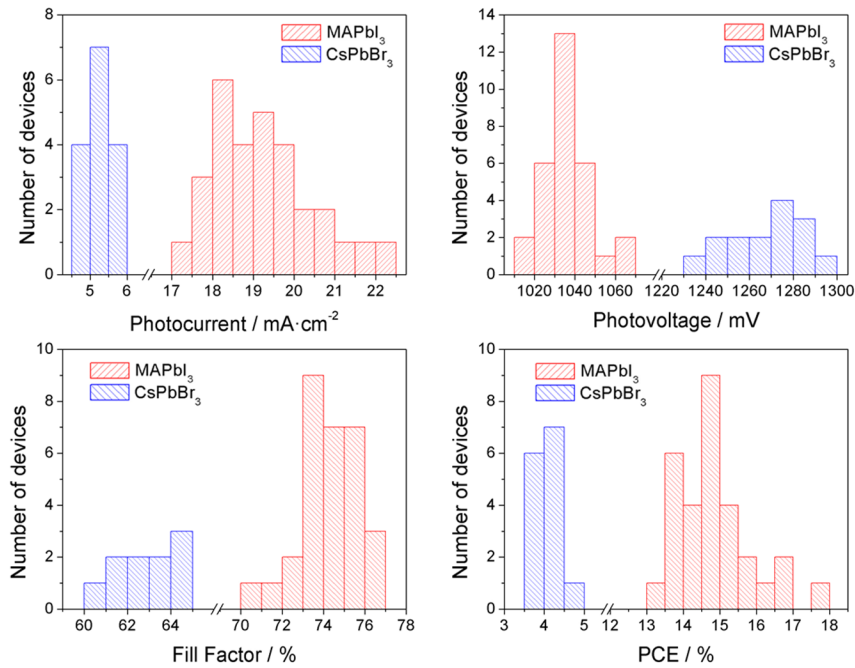 8
6
4
2
0
Number of devices
MAPbI₃
CsPbBr₃
5 6 17 18 19 20 21 22
Photocurrent / mA·cm⁻²
14
12
10
8
6
4
2
0
Number of devices
MAPbI₃
CsPbBr₃
1020 1040 1060 1220 1240 1260 1280 1300
Photovoltage / mV
10
8
6
4
2
0
Number of devices
MAPbI₃
CsPbBr₃
60 62 64 70 72 74 76 78
Fill Factor / %
10
8
6
4
2
0
Number of devices
MAPbI₃
CsPbBr₃
3 4 5 12 13 14 15 16 17 18
PCE / %